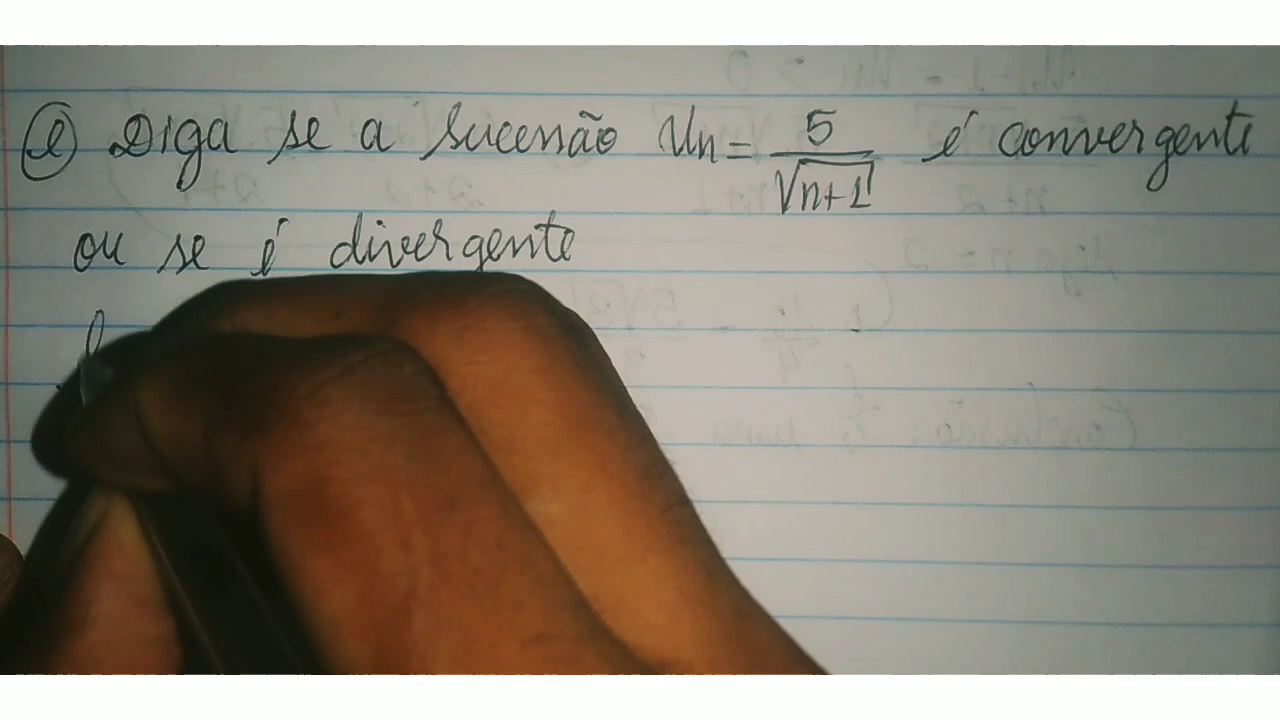 e) Diga se a sucessão Un = 5/√(n+1) é convergente
ou se é divergente